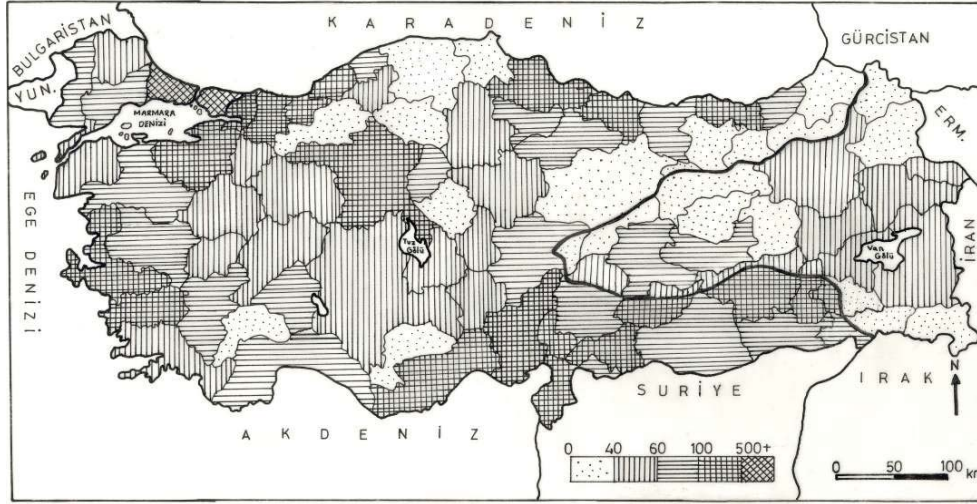 KARADENİZ
BULGARİSTAN
YUN.
GÜRCİSTAN
ERM.
MARMARA
DENİZİ
EGE DENİZİ
Tuz
Gölü
Van
Gölü
İRAN
SURİYE
IRAK
N
AKDENİZ
0 40 60 100 500+
0 50 100 km